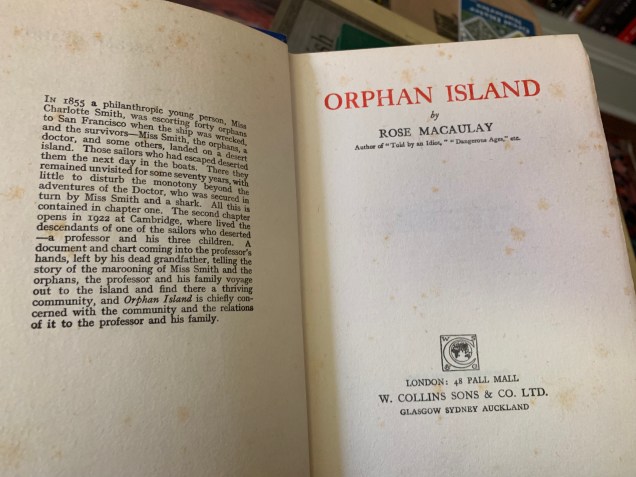 In 1855 a philanthropic young person, Miss
Charlotte Smith, was escorting forty orphans
to San Francisco when the ship was wrecked,
and the survivors—Miss Smith, the orphans, a
doctor, and some others, landed on a desert
island. Those sailors who had escaped deserted
them the next day in the boats. There they
remained unvisited for some seventy years, with
little to disturb the monotony beyond the
adventures of the Doctor, who was secured in
turn by Miss Smith and a shark. All this is
contained in chapter one. The second chapter
opens in 1922 at Cambridge, where lived the
descendants of one of the sailors who deserted
—a professor and his three children. A
document and chart coming into the professor's
hands, left by his dead grandfather, telling the
story of the marooning of Miss Smith and the
orphans, the professor and his family voyage
out to the island and find there a thriving
community, and Orphan Island is chiefly con-
cerned with the community and the relations
of it to the professor and his family.
ORPHAN ISLAND
by
ROSE MACAULAY
Author of "Told by an Idiot," "Dangerous Ages," etc.
LONDON: 48 PALL MALL
W. COLLINS SONS & CO. LTD.
GLASGOW SYDNEY AUCKLAND